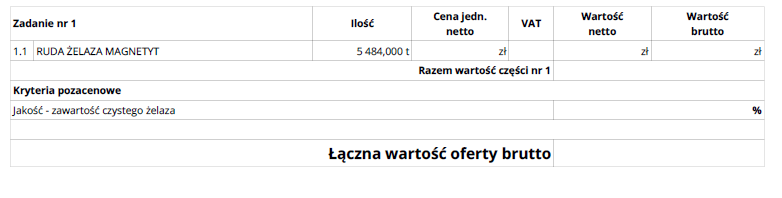 Zadanie nr 1 Ilość Cena jedn. netto VAT Wartość netto Wartość brutto
1.1 RUDA ŻELAZA MAGNETYT 5 484,000 t zł zł zł
Razem wartość części nr 1
Kryteria pozacenowe
Jakość - zawartość czystego żelaza %
Łączna wartość oferty brutto